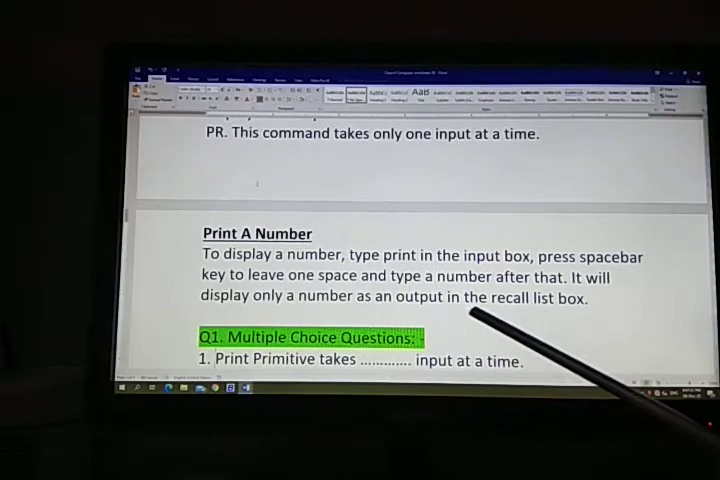 PR. This command takes only one input at a time.
Print A Number
To display a number, type print in the input box, press spacebar
key to leave one space and type a number after that. It will
display only a number as an output in the recall list box.
Q1. Multiple Choice Questions: -
1. Print Primitive takes ............. input at a time.